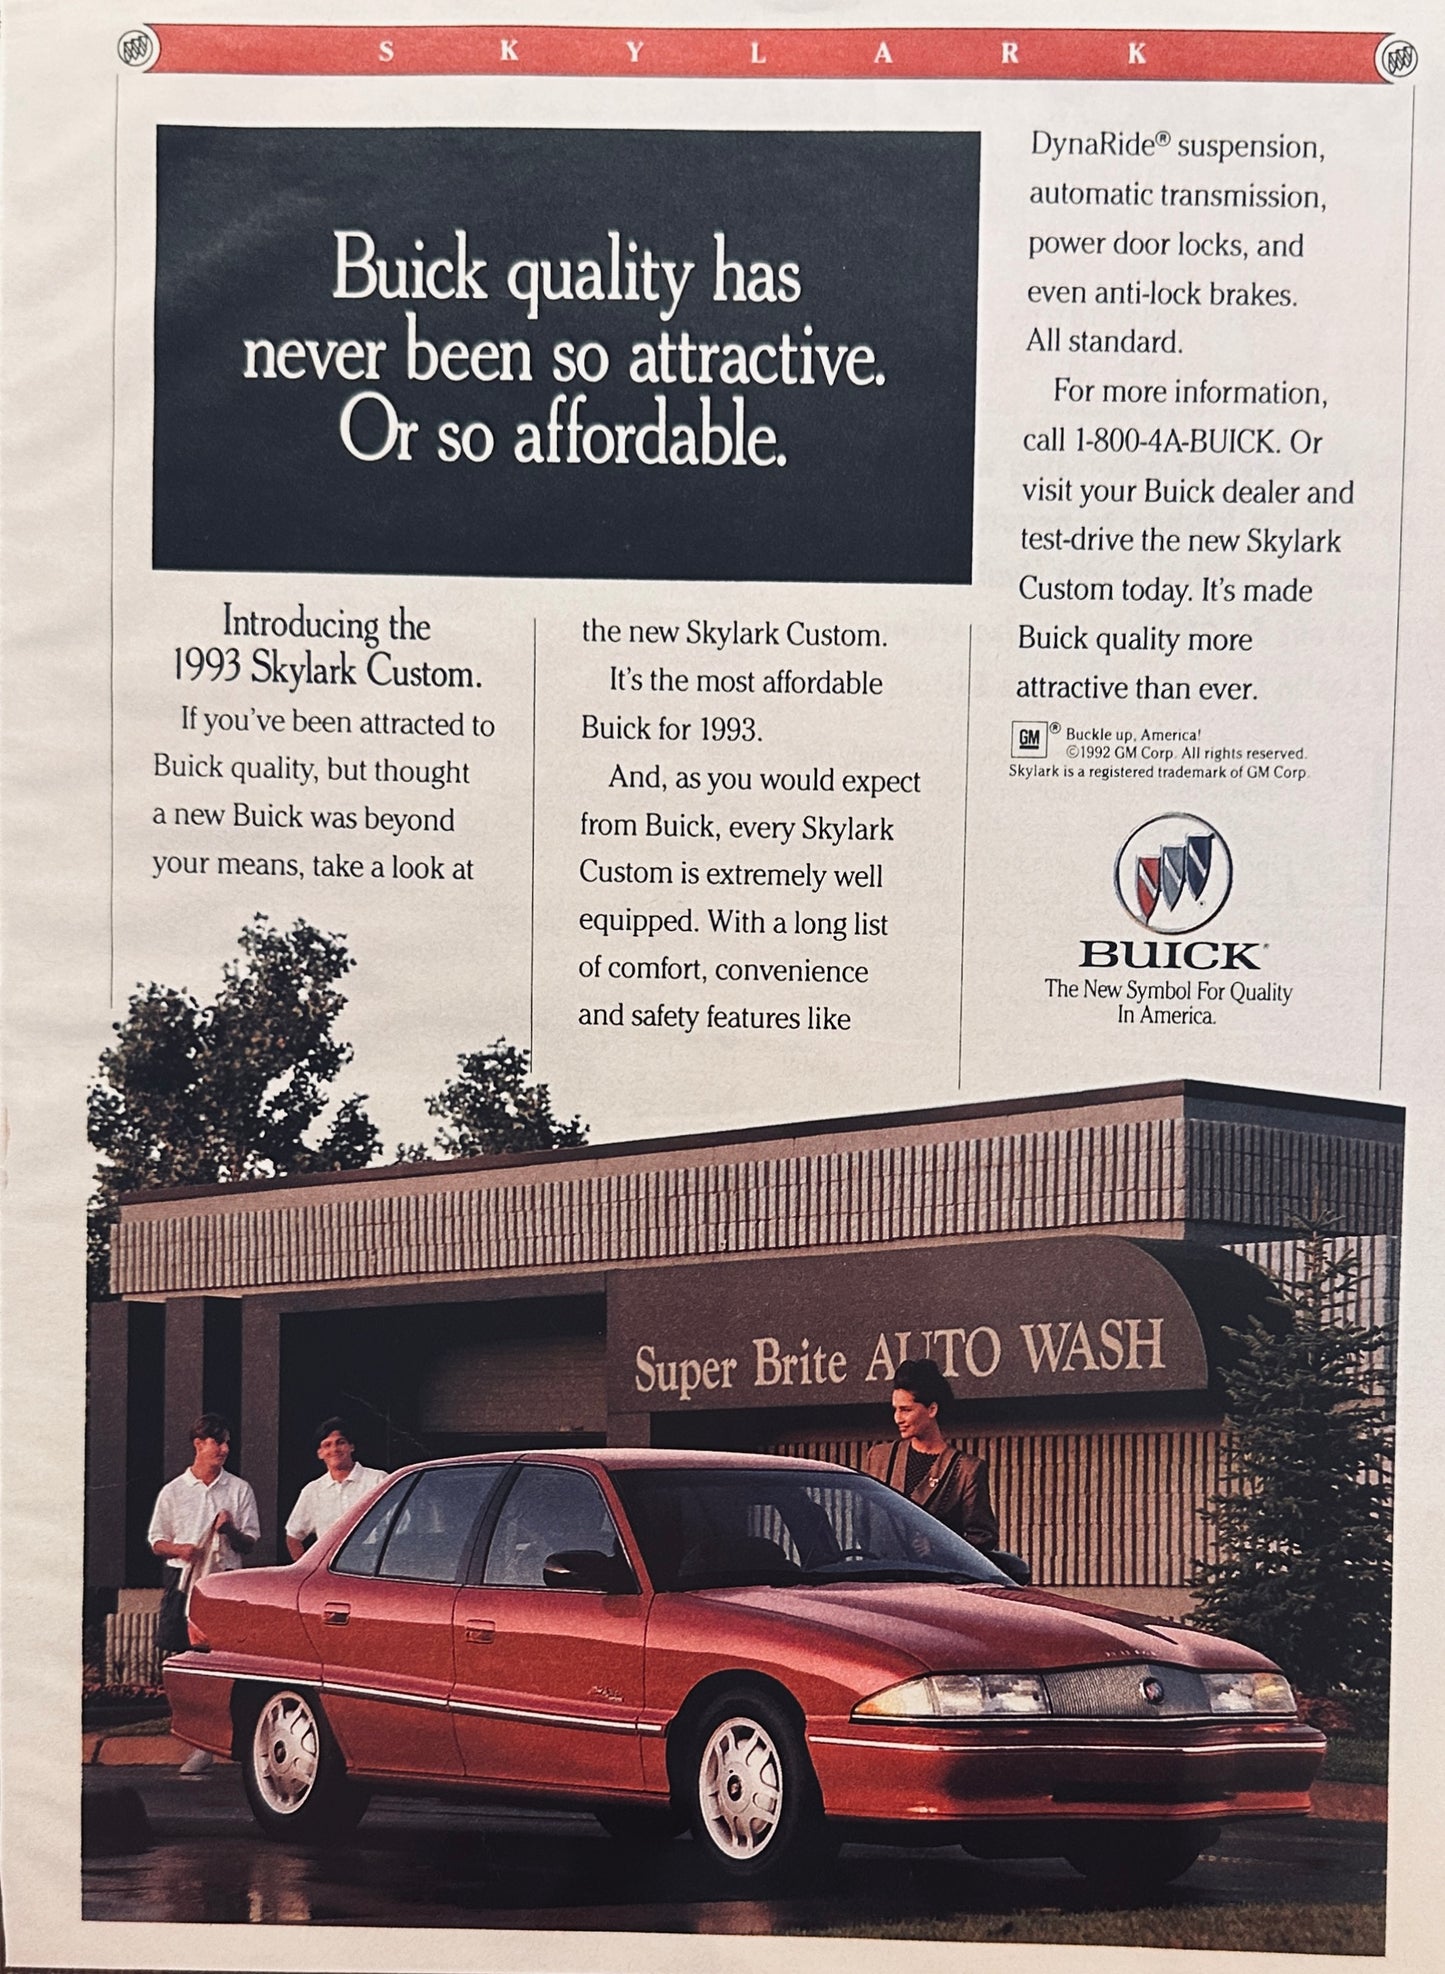 SKYLARK
Buick quality has
never been so attractive.
Or so affordable.
Introducing the
1993 Skylark Custom.
If you've been attracted to
Buick quality, but thought
a new Buick was beyond
your means, take a look at
the new Skylark Custom.
It's the most affordable
Buick for 1993.
And, as you would expect
from Buick, every Skylark
Custom is extremely well
equipped. With a long list
of comfort, convenience
and safety features like
DynaRide® suspension,
automatic transmission,
power door locks, and
even anti-lock brakes.
All standard.
For more information,
call 1-800-4A-BUICK. Or
visit your Buick dealer and
test-drive the new Skylark
Custom today. It's made
Buick quality more
attractive than ever.
GM ® Buckle up, America!
©1992 GM Corp. All rights reserved.
Skylark is a registered trademark of GM Corp.
BUICK
The New Symbol For Quality
In America.
Super Brite AUTO WASH